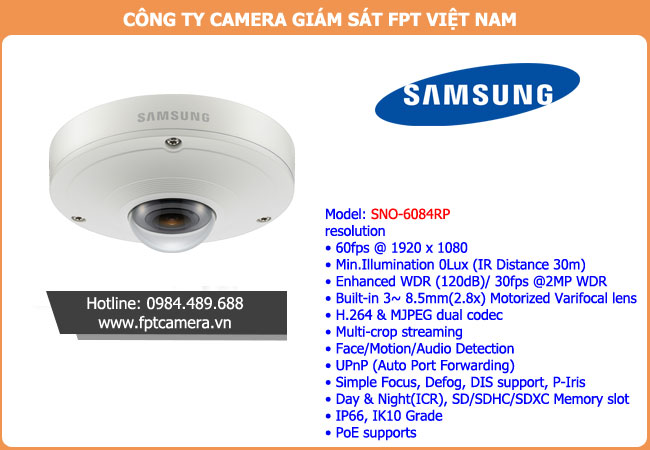 CÔNG TY CAMERA GIÁM SÁT FPT VIỆT NAM
SAMSUNG
SAMSUNG
Hotline: 0984.489.688
www.fptcamera.vn
Model: SNO-6084RP
resolution
• 60fps @ 1920 x 1080
• Min.Illumination 0Lux (IR Distance 30m)
• Enhanced WDR (120dB)/ 30fps @2MP WDR
• Built-in 3~ 8.5mm(2.8x) Motorized Varifocal lens
• H.264 & MJPEG dual codec
• Multi-crop streaming
• Face/Motion/Audio Detection
• UPnP (Auto Port Forwarding)
• Simple Focus, Defog, DIS support, P-Iris
• Day & Night(ICR), SD/SDHC/SDXC Memory slot
• IP66, IK10 Grade
• PoE supports